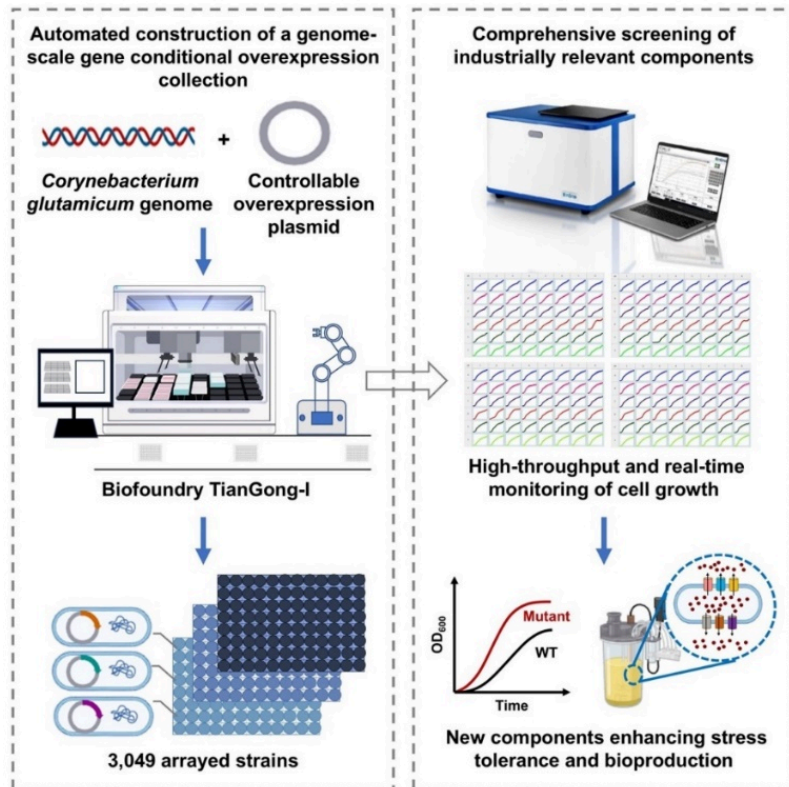 Automated construction of a genome-
scale gene conditional overexpression
collection
+
Corynebacterium
glutamicum genome
Controllable
overexpression
plasmid
Biofoundry TianGong-I
3,049 arrayed strains
Comprehensive screening of
industrially relevant components
High-throughput and real-time
monitoring of cell growth
OD600
Mutant
WT
Time
New components enhancing stress
tolerance and bioproduction